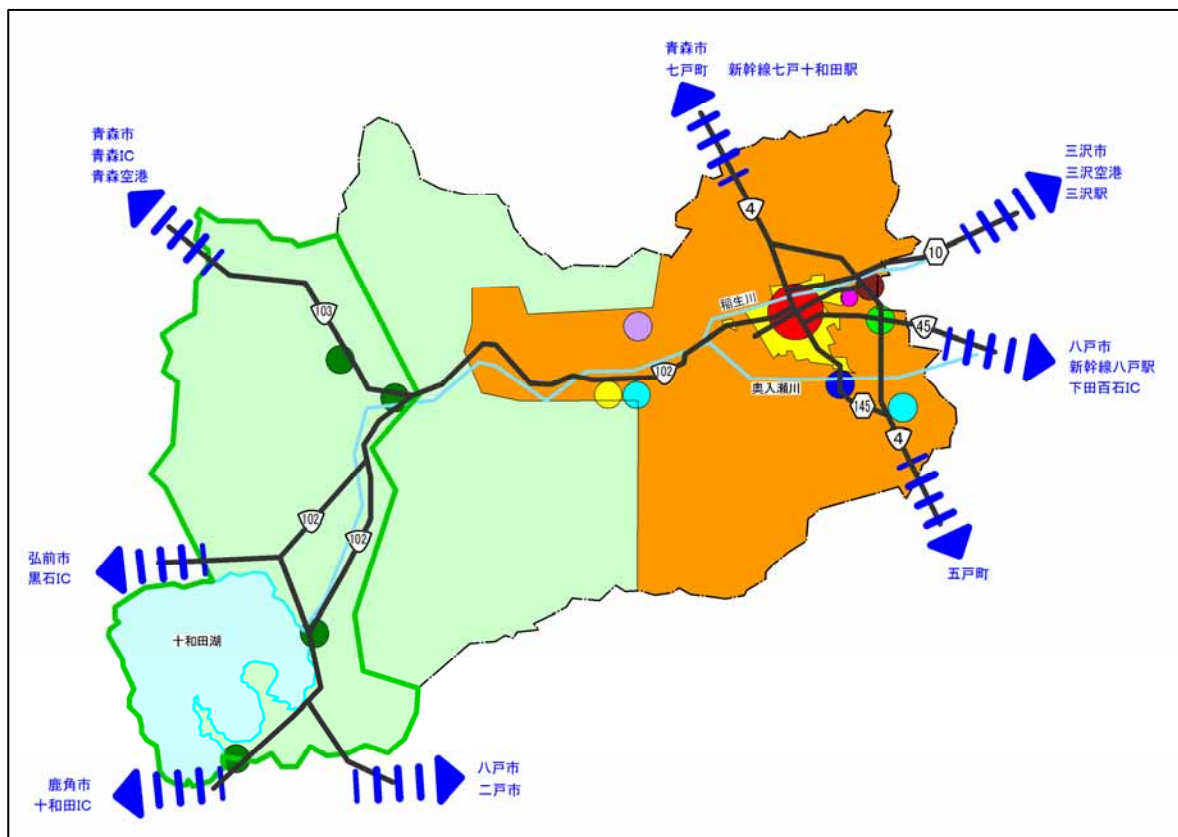 青森市
七戸町 新幹線七戸十和田駅
青森市
青森IC
青森空港
三沢市
三沢空港
三沢駅
4
10
稲生川
103
45
八戸市
新幹線八戸駅
下田百石IC
102
奥入瀬川
145
4
102
102
弘前市
黒石IC
五戸町
十和田湖
鹿角市
十和田IC
八戸市
二戸市